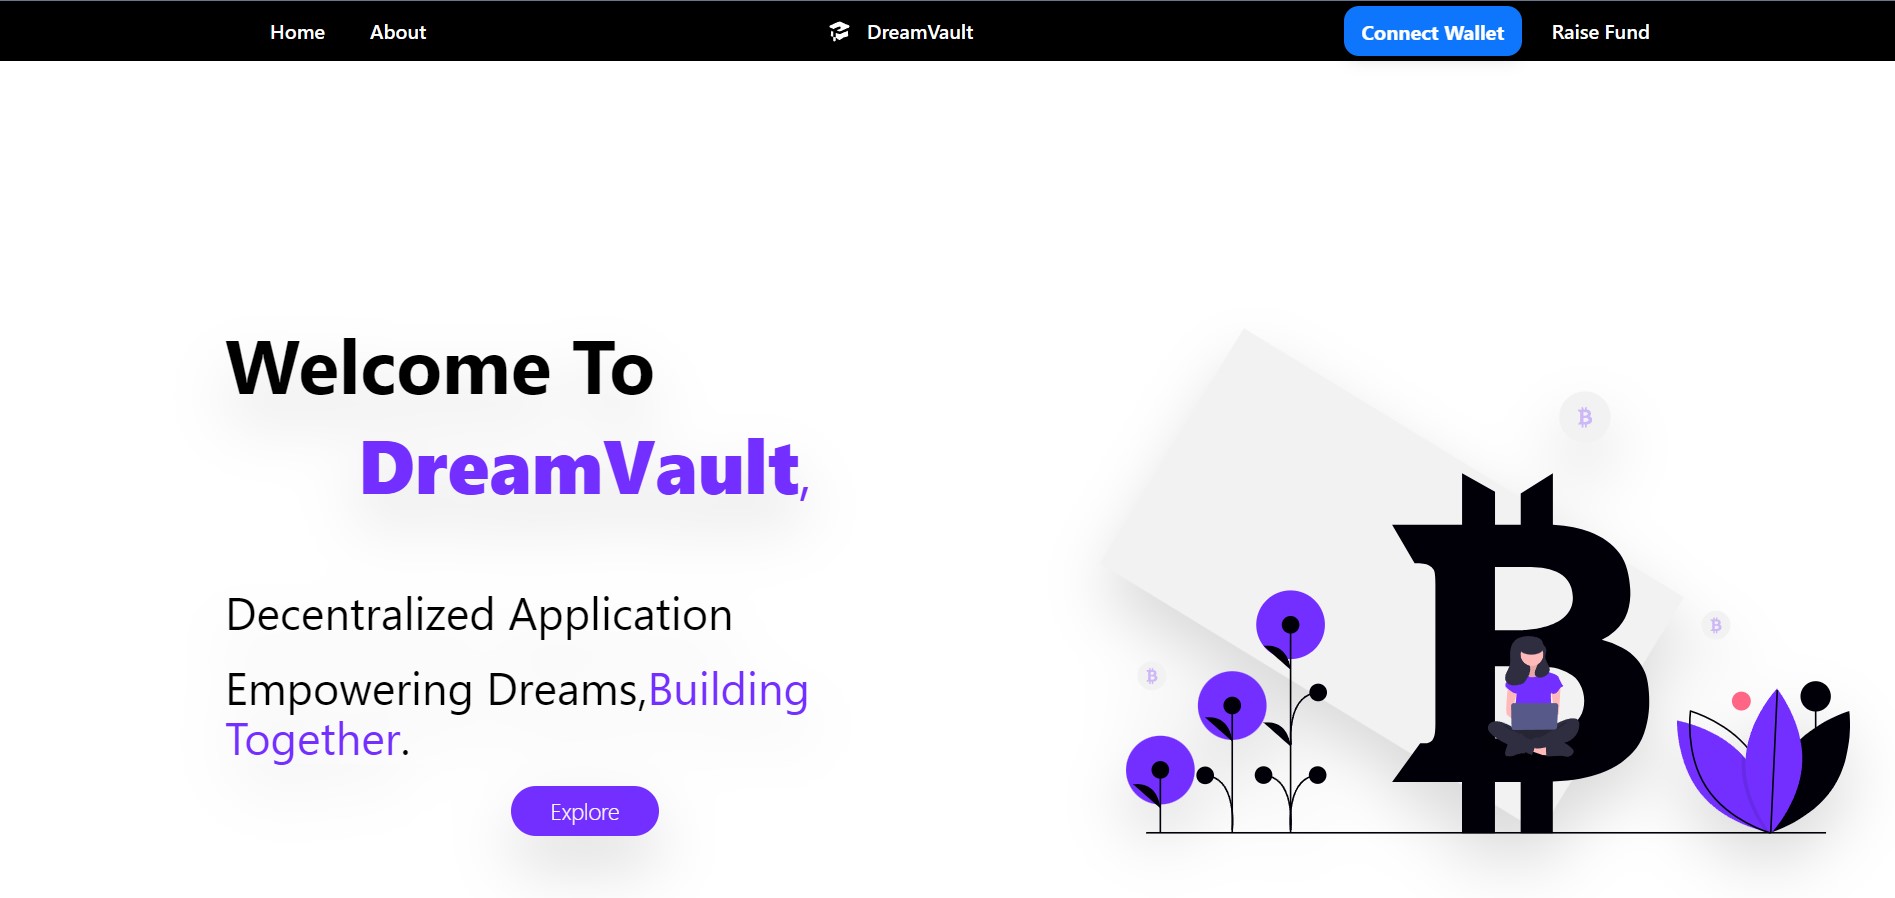 Home
About
DreamVault
Connect Wallet
Raise Fund
Welcome To
DreamVault,
Decentralized Application
Empowering Dreams,Building
Together.
Explore